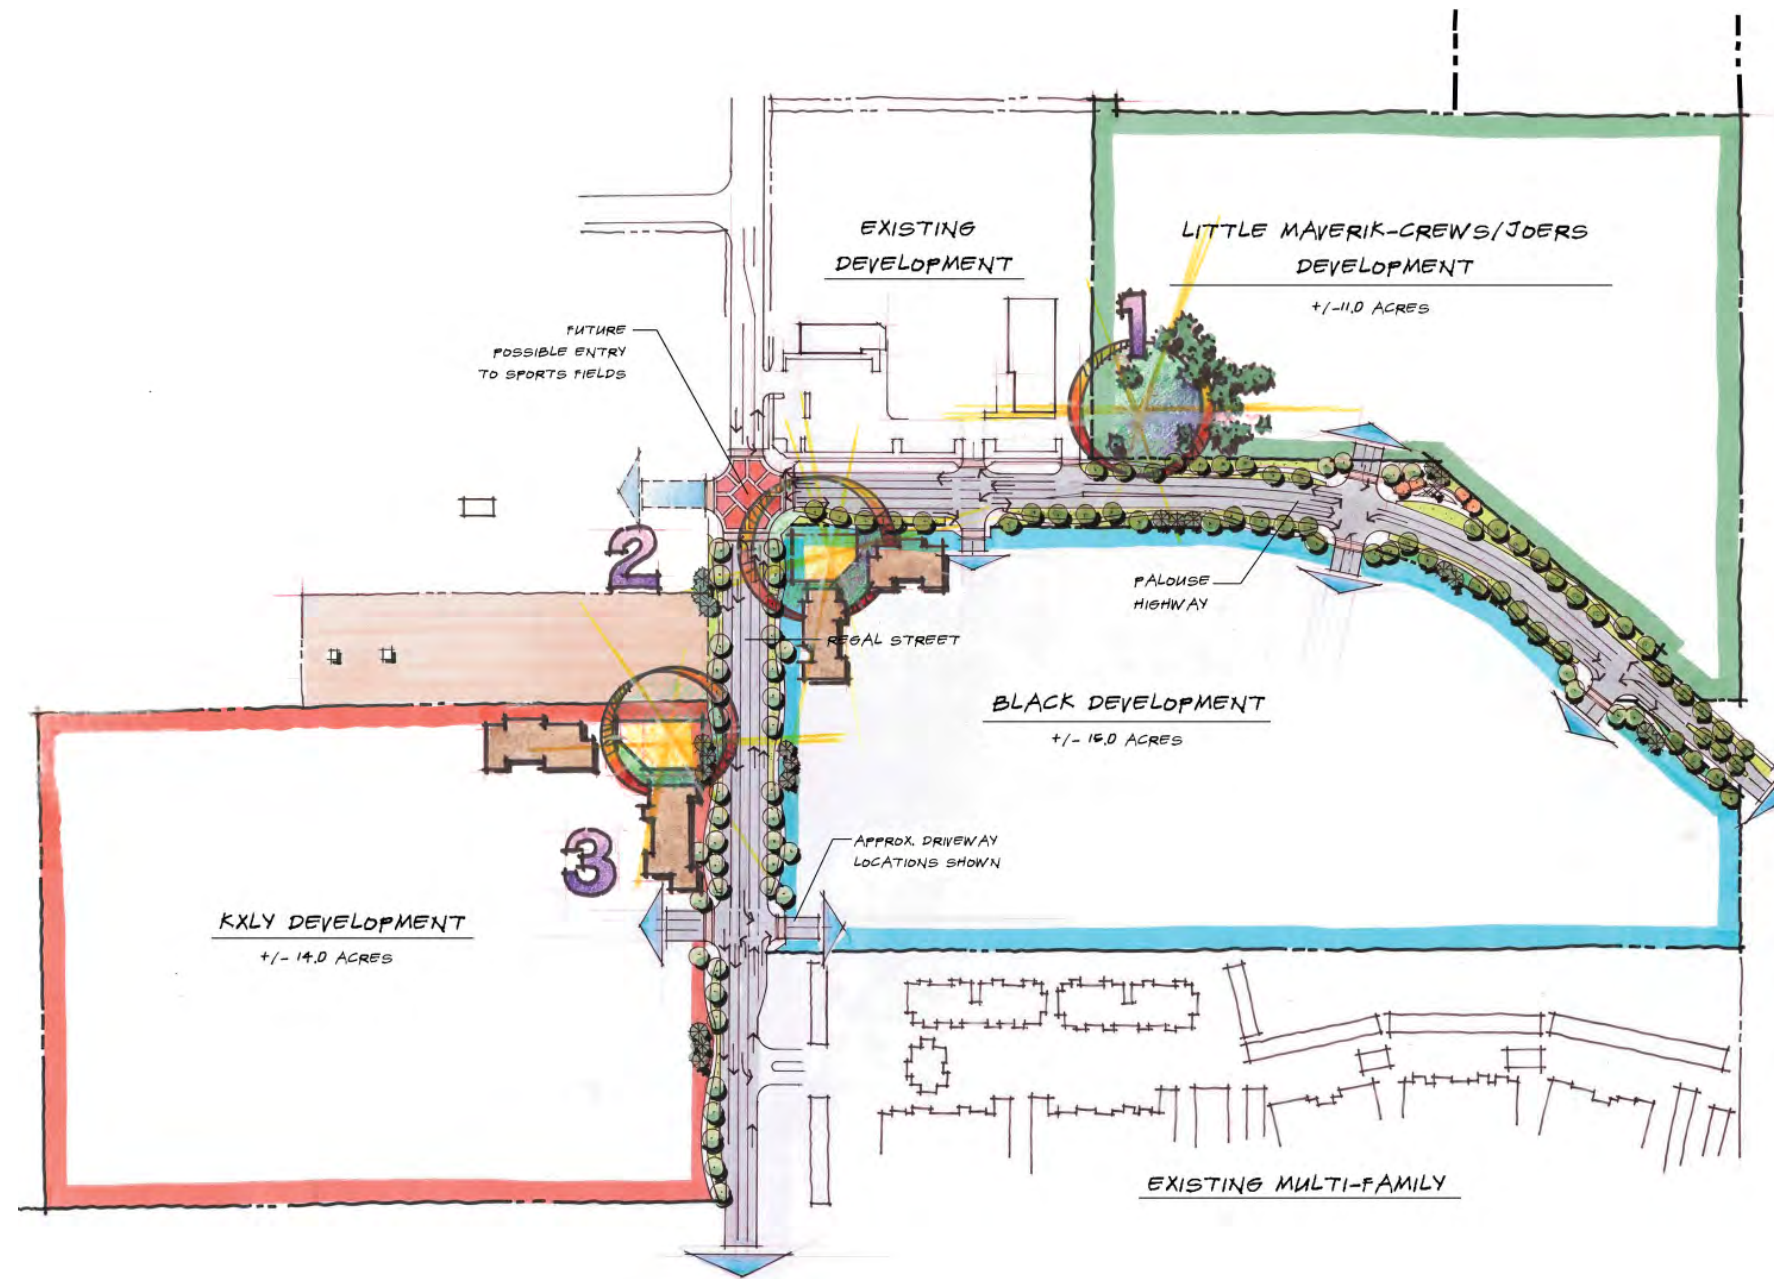 EXISTING
DEVELOPMENT
LITTLE MAVERIK-CREWS/JOERS
DEVELOPMENT
+/-11.0 ACRES
1
FUTURE
POSSIBLE ENTRY
TO SPORTS FIELDS
2
PALOUSE
HIGHWAY
REGAL STREET
BLACK DEVELOPMENT
+/- 16.0 ACRES
3
APPROX. DRIVEWAY
LOCATIONS SHOWN
KXLY DEVELOPMENT
+/- 14.0 ACRES
EXISTING MULTI-FAMILY